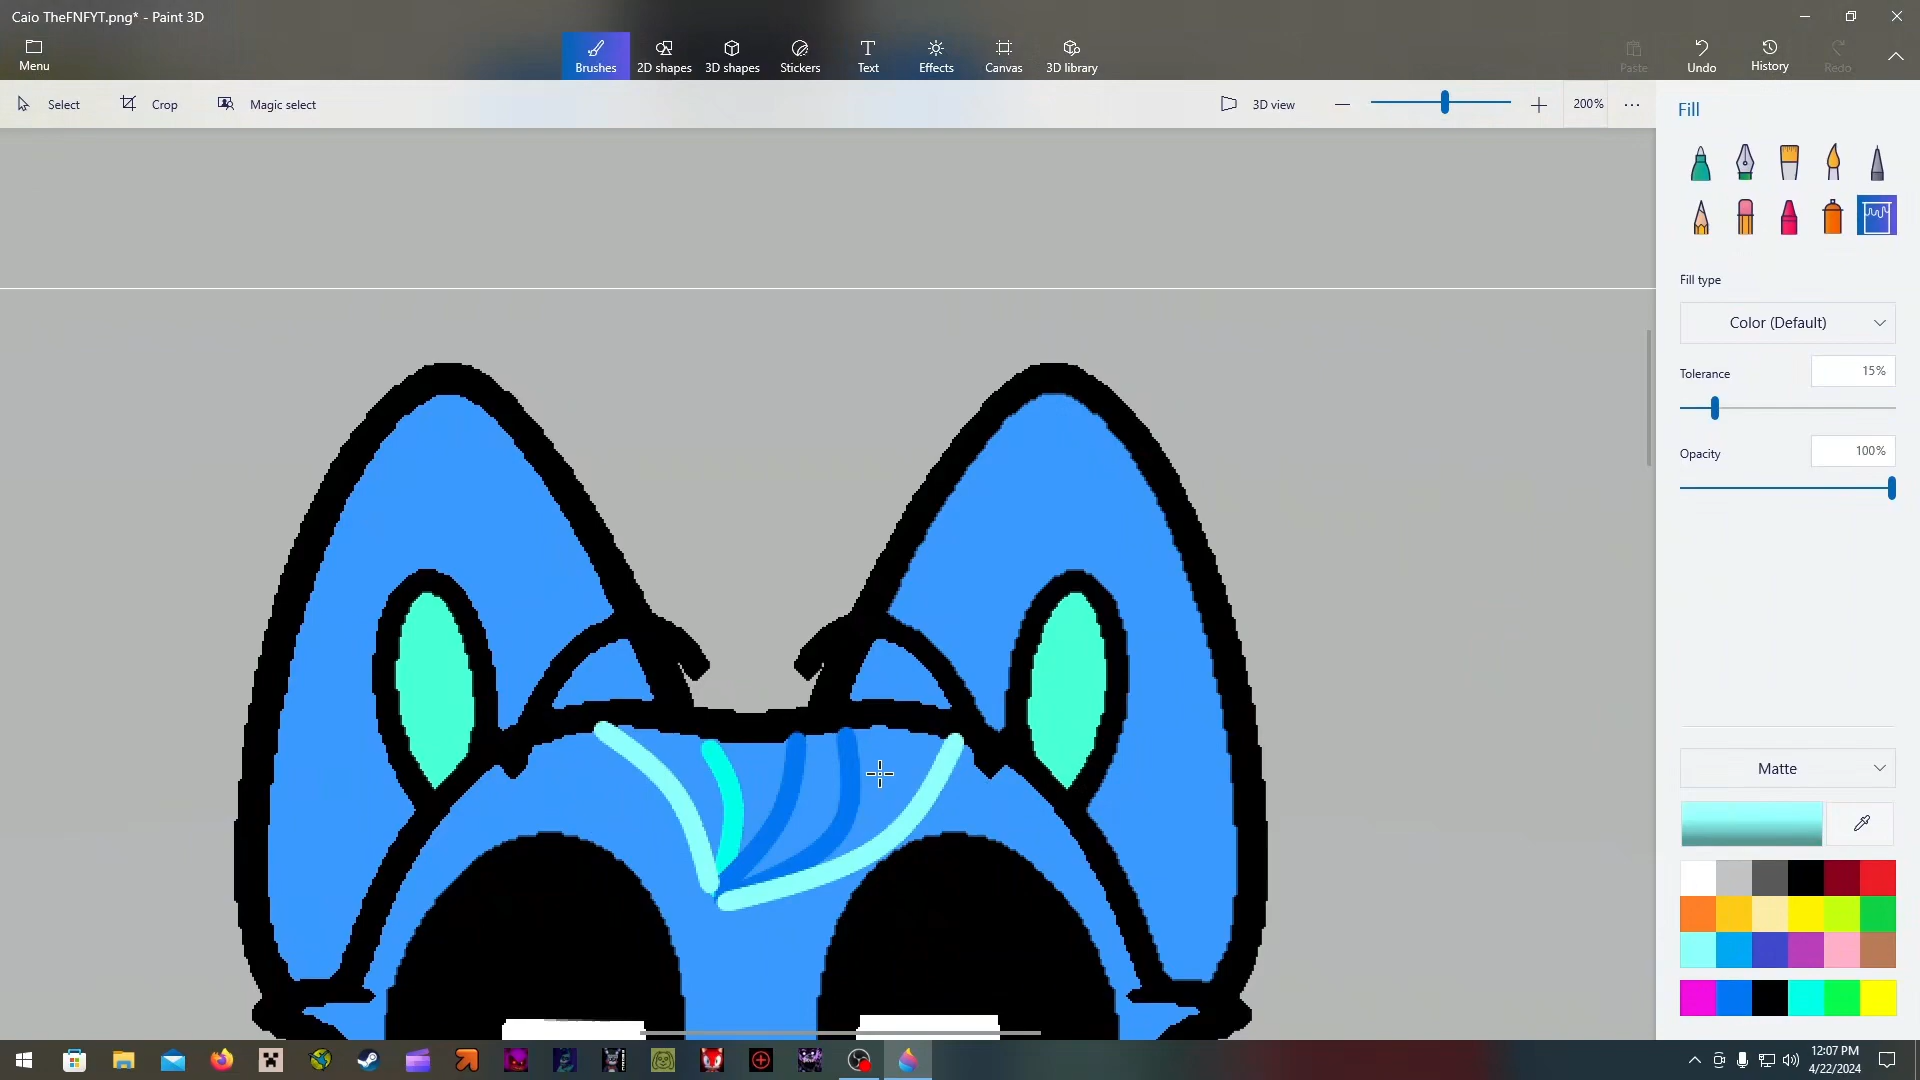 Caio TheFNFYT.png* - Paint 3D
Menu
Brushes
2D shapes
3D shapes
Stickers
Text
Effects
Canvas
3D library
Paste
Undo
History
Redo
Select
Crop
Magic select
3D view
200%
Fill
Fill type
Color (Default)
Tolerance
15%
Opacity
100%
Matte
12:07 PM
4/22/2024